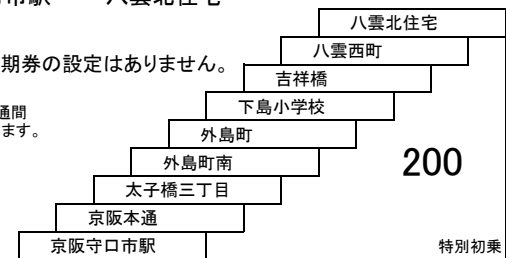 口市駅 八雲北住宅
八雲北住宅
八雲西町
期券の設定はありません。
吉祥橋
通間
下島小学校
ます。
外島町
外島町南
200
太子橋三丁目
京阪本通
京阪守口市駅
特別初乗